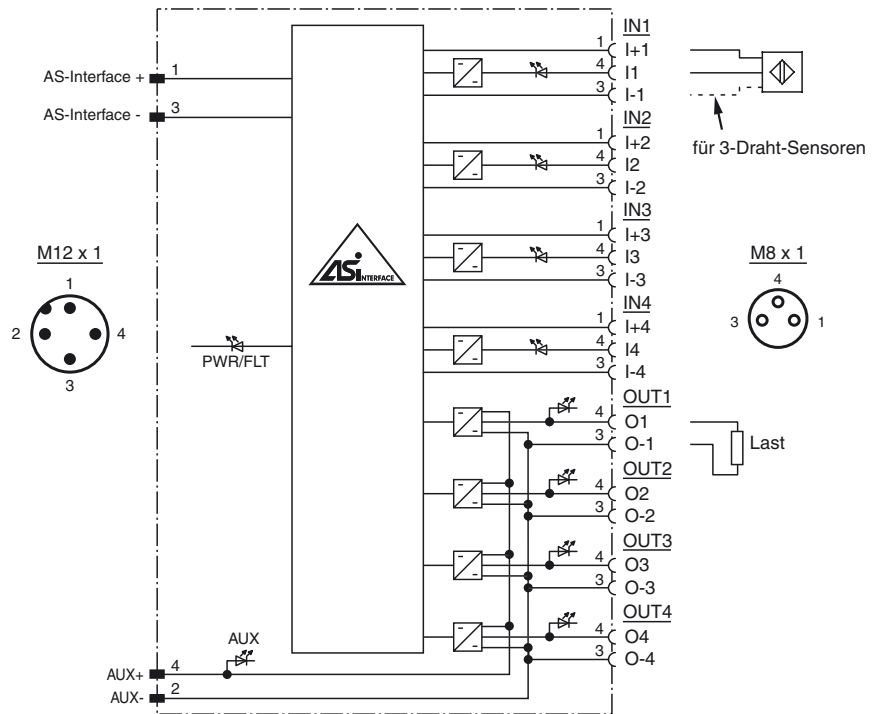 IN1
1 I+1
AS-Interface + 1
4 I1
3 I-1
AS-Interface - 3
für 3-Draht-Sensoren
IN2
1 I+2
4 I2
3 I-2
IN3
1 I+3
4 I3
3 I-3
ASi INTERFACE
M12 x 1
1
2 4
3
M8 x 1
4
3 1
IN4
1 I+4
4 I4
3 I-4
PWR/FLT
OUT1
4 O1
3 O-1
Last
OUT2
4 O2
3 O-2
OUT3
4 O3
3 O-3
OUT4
4 O4
3 O-4
AUX
AUX+ 4
AUX- 2